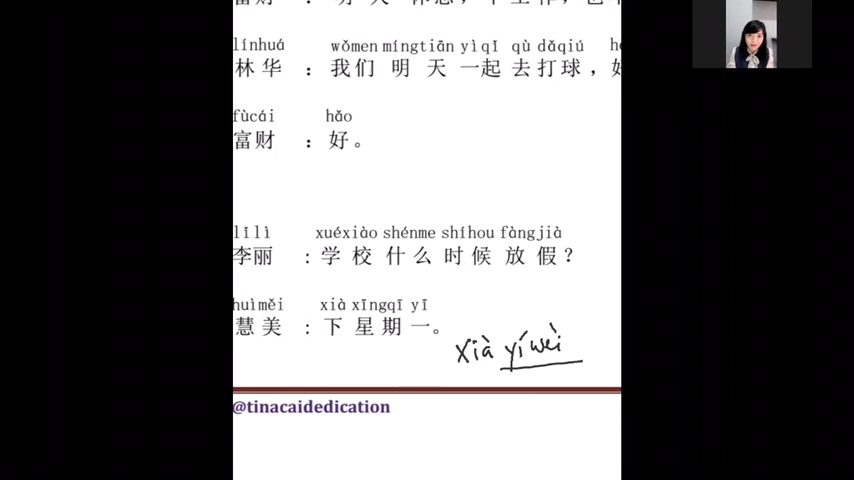 línhuá wǒmen míngtiān yìqǐ qù dǎqiú
林华 : 我们 明 天 一起 去打球，
fùcái hǎo
富财 : 好。
lǐlì xuéxiào shénme shíhou fàngjià
李丽 : 学 校 什 么 时 候 放 假？
huìměi xià xīngqī yī
慧美 : 下 星 期 一。
xià yíwèi
@tinacaidedication